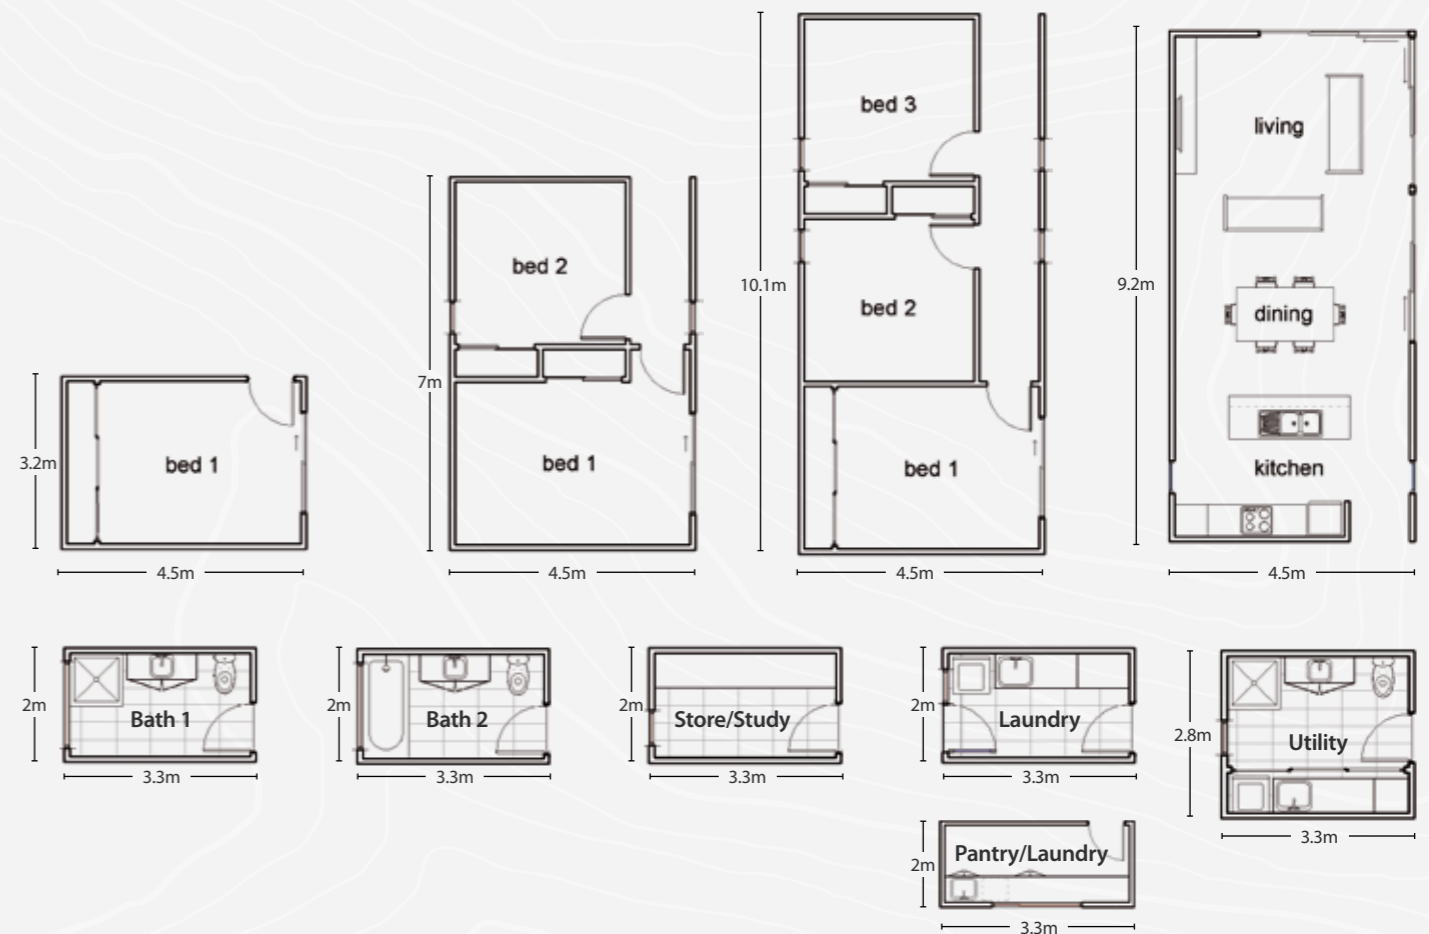 bed 1
3.2m
4.5m
bed 2
bed 1
7m
4.5m
bed 3
bed 2
bed 1
10.1m
4.5m
living
dining
kitchen
9.2m
4.5m
Bath 1
2m
3.3m
Bath 2
2m
3.3m
Store/Study
2m
3.3m
Laundry
2m
3.3m
Utility
2.8m
3.3m
Pantry/Laundry
2m
3.3m